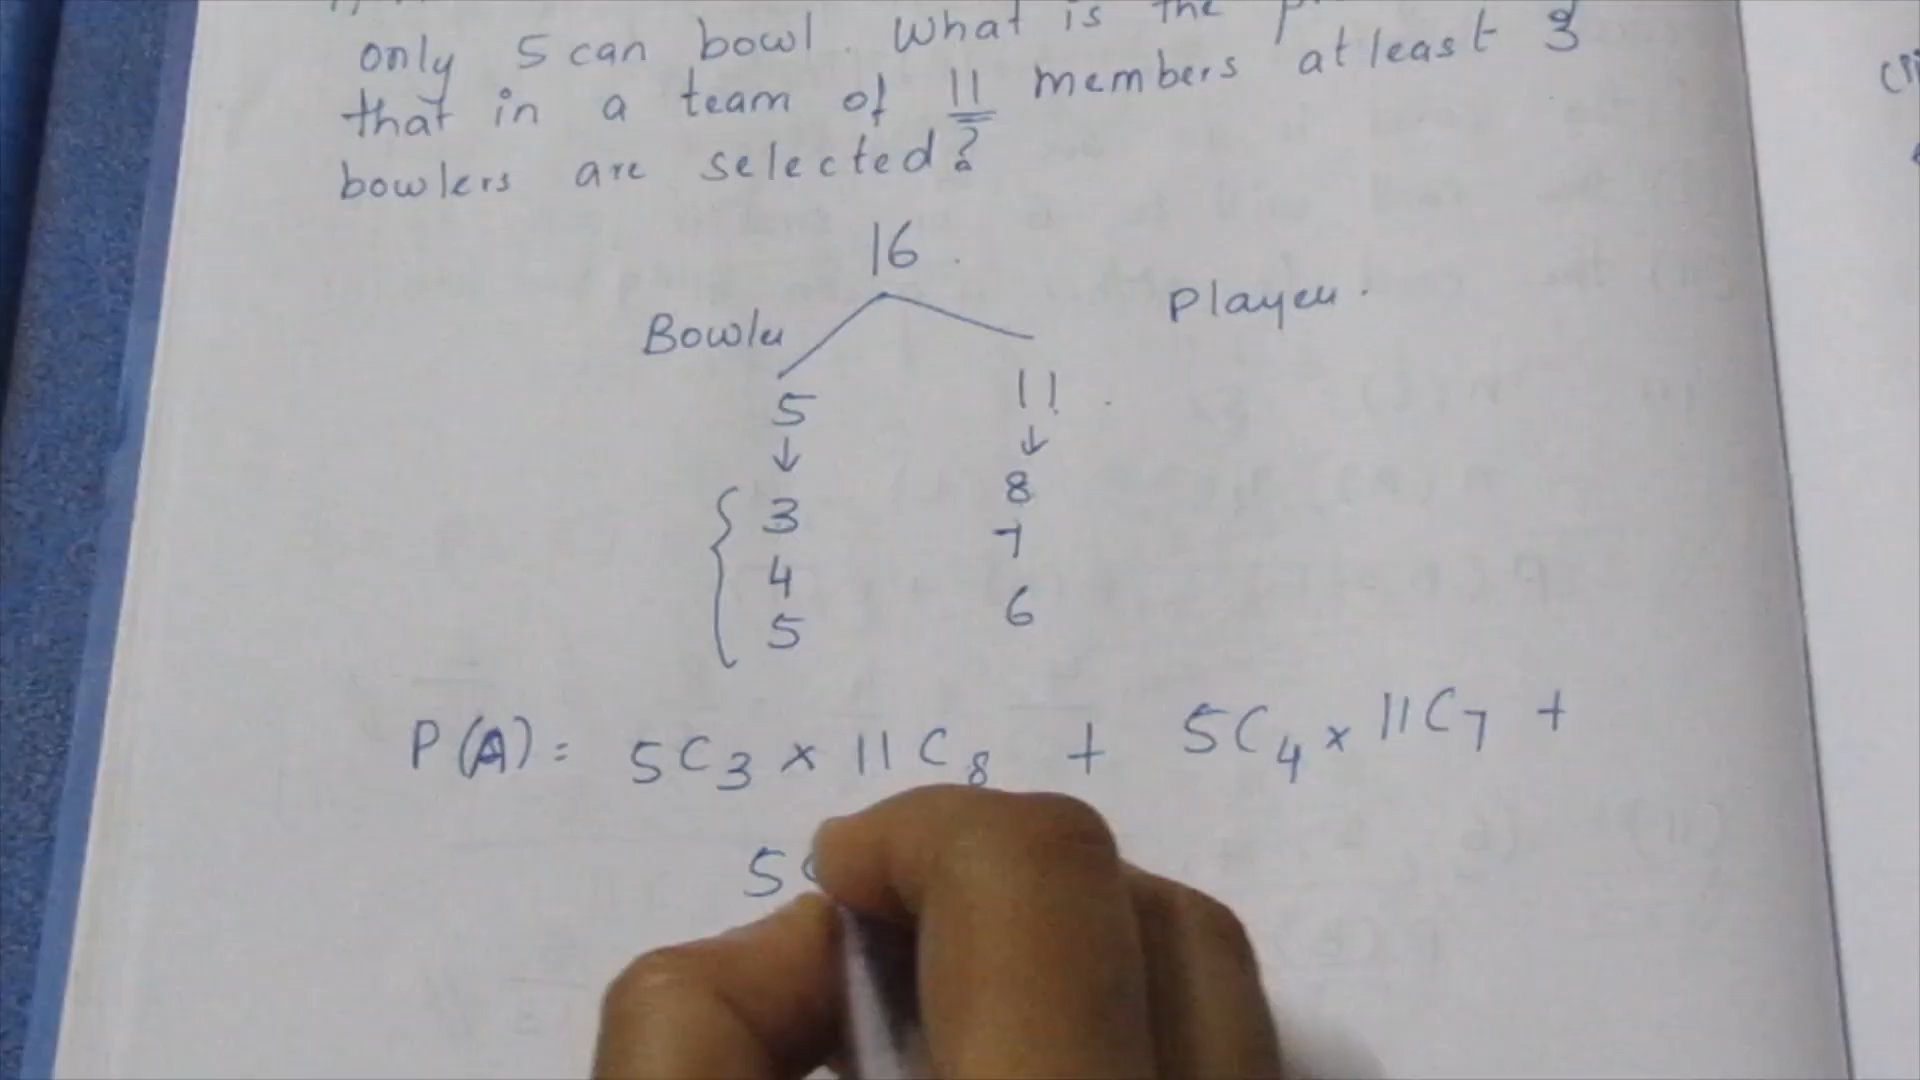 only 5 can bowl. What is the
that in a team of 11 members atleast 3
bowlers are selected?
16
Bowler Player.
5 11
↓ ↓
3 8
4 7
5 6
P(A) = 5C3 × 11C8 + 5C4 × 11C7 +
5